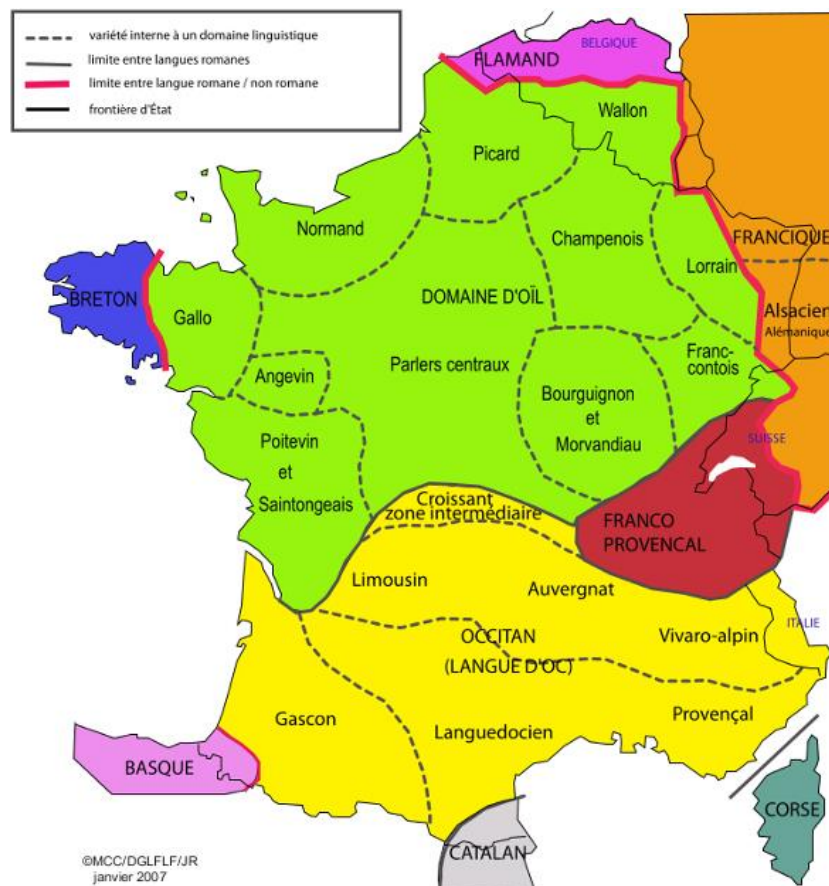 variété interne à un domaine linguistique
limite entre langues romanes
limite entre langue romane / non romane
frontière d'État
FLAMAND
BELGIQUE
Wallon
Picard
Normand
Champenois
FRANCIQUE
Lorrain
BRETON
Gallo
DOMAINE D'OÏL
Alsacien
Alémanique
Angevin
Parlers centraux
Franc-
contois
Bourguignon
et
Morvandiau
Poitevin
et
Saintongeais
SUISSE
Croissant
zone intermédiaire
FRANCO
PROVENCAL
Limousin
Auvergnat
ITALIE
OCCITAN
(LANGUE D'OC)
Vivaro-alpin
Gascon
Languedocien
Provençal
BASQUE
CORSE
CATALAN
©MCC/DGLFLF/JR
janvier 2007